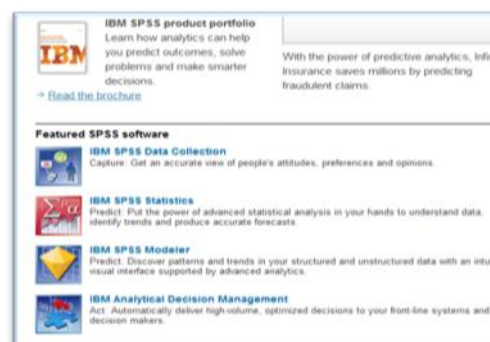 IBM SPSS product portfolio
Learn how analytics can help
you predict outcomes, solve
problems and make smarter
decisions.
→ Read the brochure
IBM
With the power of predictive analytics, Infi
Insurance saves millions by predicting
fraudulent claims.
Featured SPSS software
IBM SPSS Data Collection
Capture: Get an accurate view of people's attitudes, preferences and opinions.
IBM SPSS Statistics
Predict: Put the power of advanced statistical analysis in your hands to understand data,
identify trends and produce accurate forecasts.
IBM SPSS Modeler
Predict: Discover patterns and trends in your structured and unstructured data with an intu
visual interface supported by advanced analytics.
IBM Analytical Decision Management
Act: Automatically deliver high-volume, optimized decisions to your front-line systems and
decision makers.